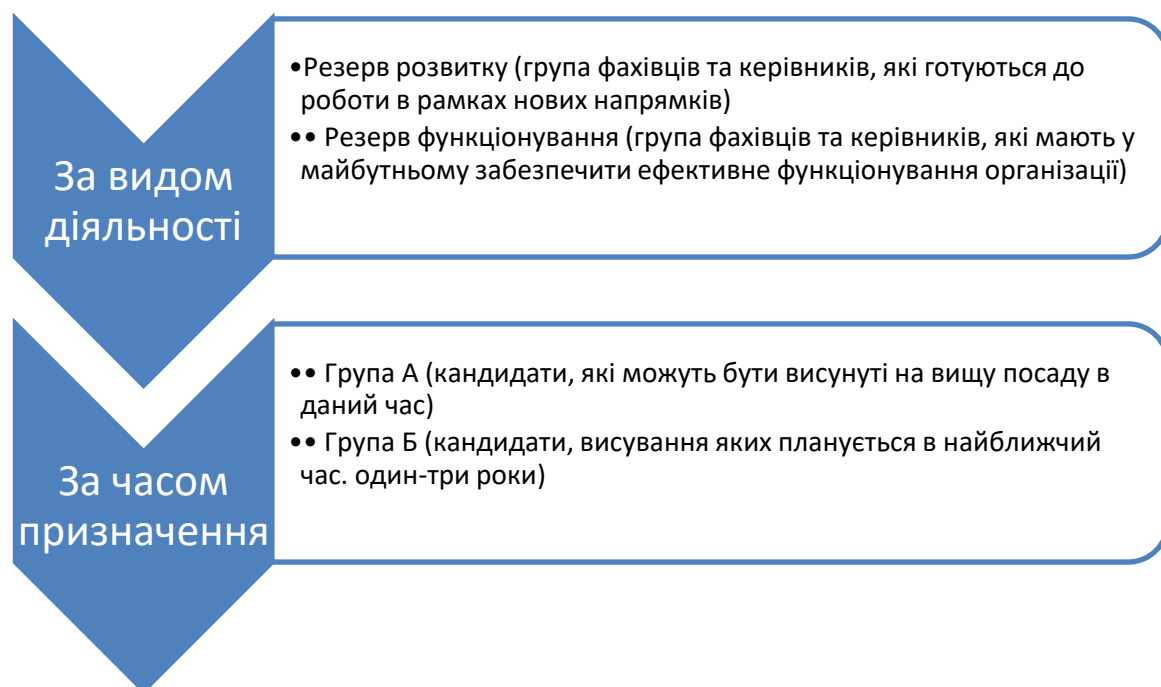 За видом
діяльності
•Резерв розвитку (група фахівців та керівників, які готуються до
роботи в рамках нових напрямків)
•• Резерв функціонування (група фахівців та керівників, які мають у
майбутньому забезпечити ефективне функціонування організації)
За часом
призначення
•• Група А (кандидати, які можуть бути висунуті на вищу посаду в
даний час)
•• Група Б (кандидати, висування яких планується в найближчий
час. один-три роки)